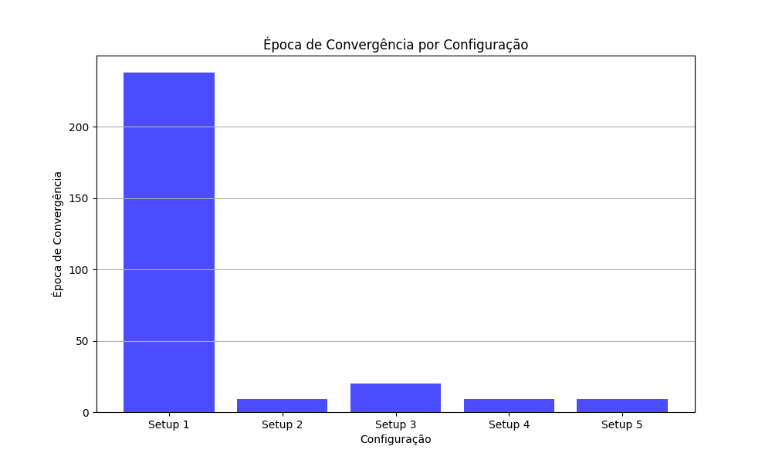 Época de Convergência por Configuração
Época de Convergência
200
150
100
50
0
Setup 1 Setup 2 Setup 3 Setup 4 Setup 5
Configuração